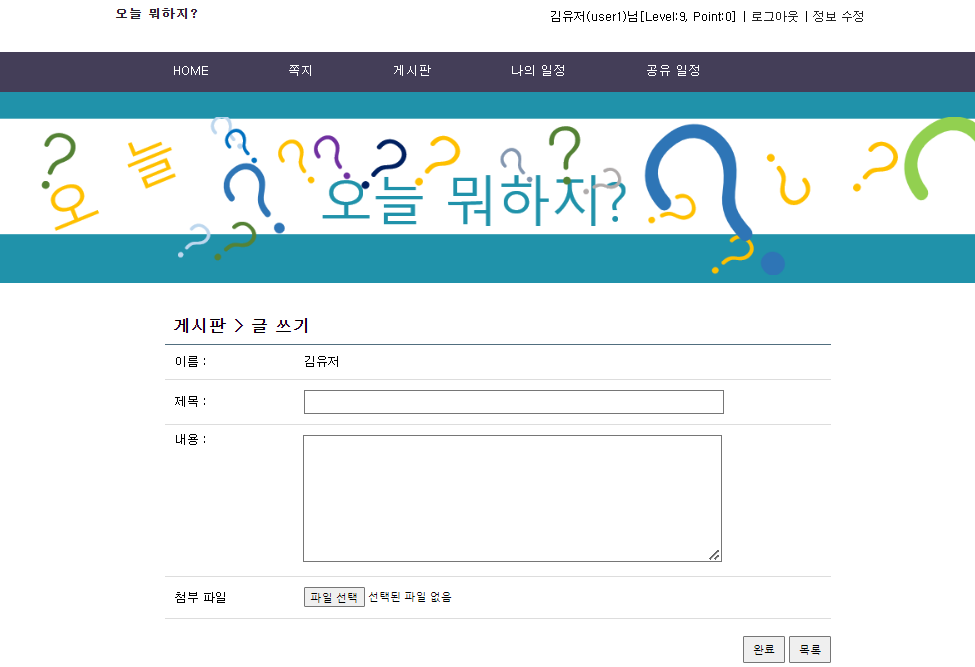 오늘 뭐하지?
김유저(user1)님[Level:9, Point:0] | 로그아웃 | 정보 수정
HOME 쪽지 게시판 나의 일정 공유 일정
오늘
오늘 뭐하지?
게시판 > 글 쓰기
이름 : 김유저
제목 :
내용 :
첨부 파일 파일 선택 선택된 파일 없음
완료 목록